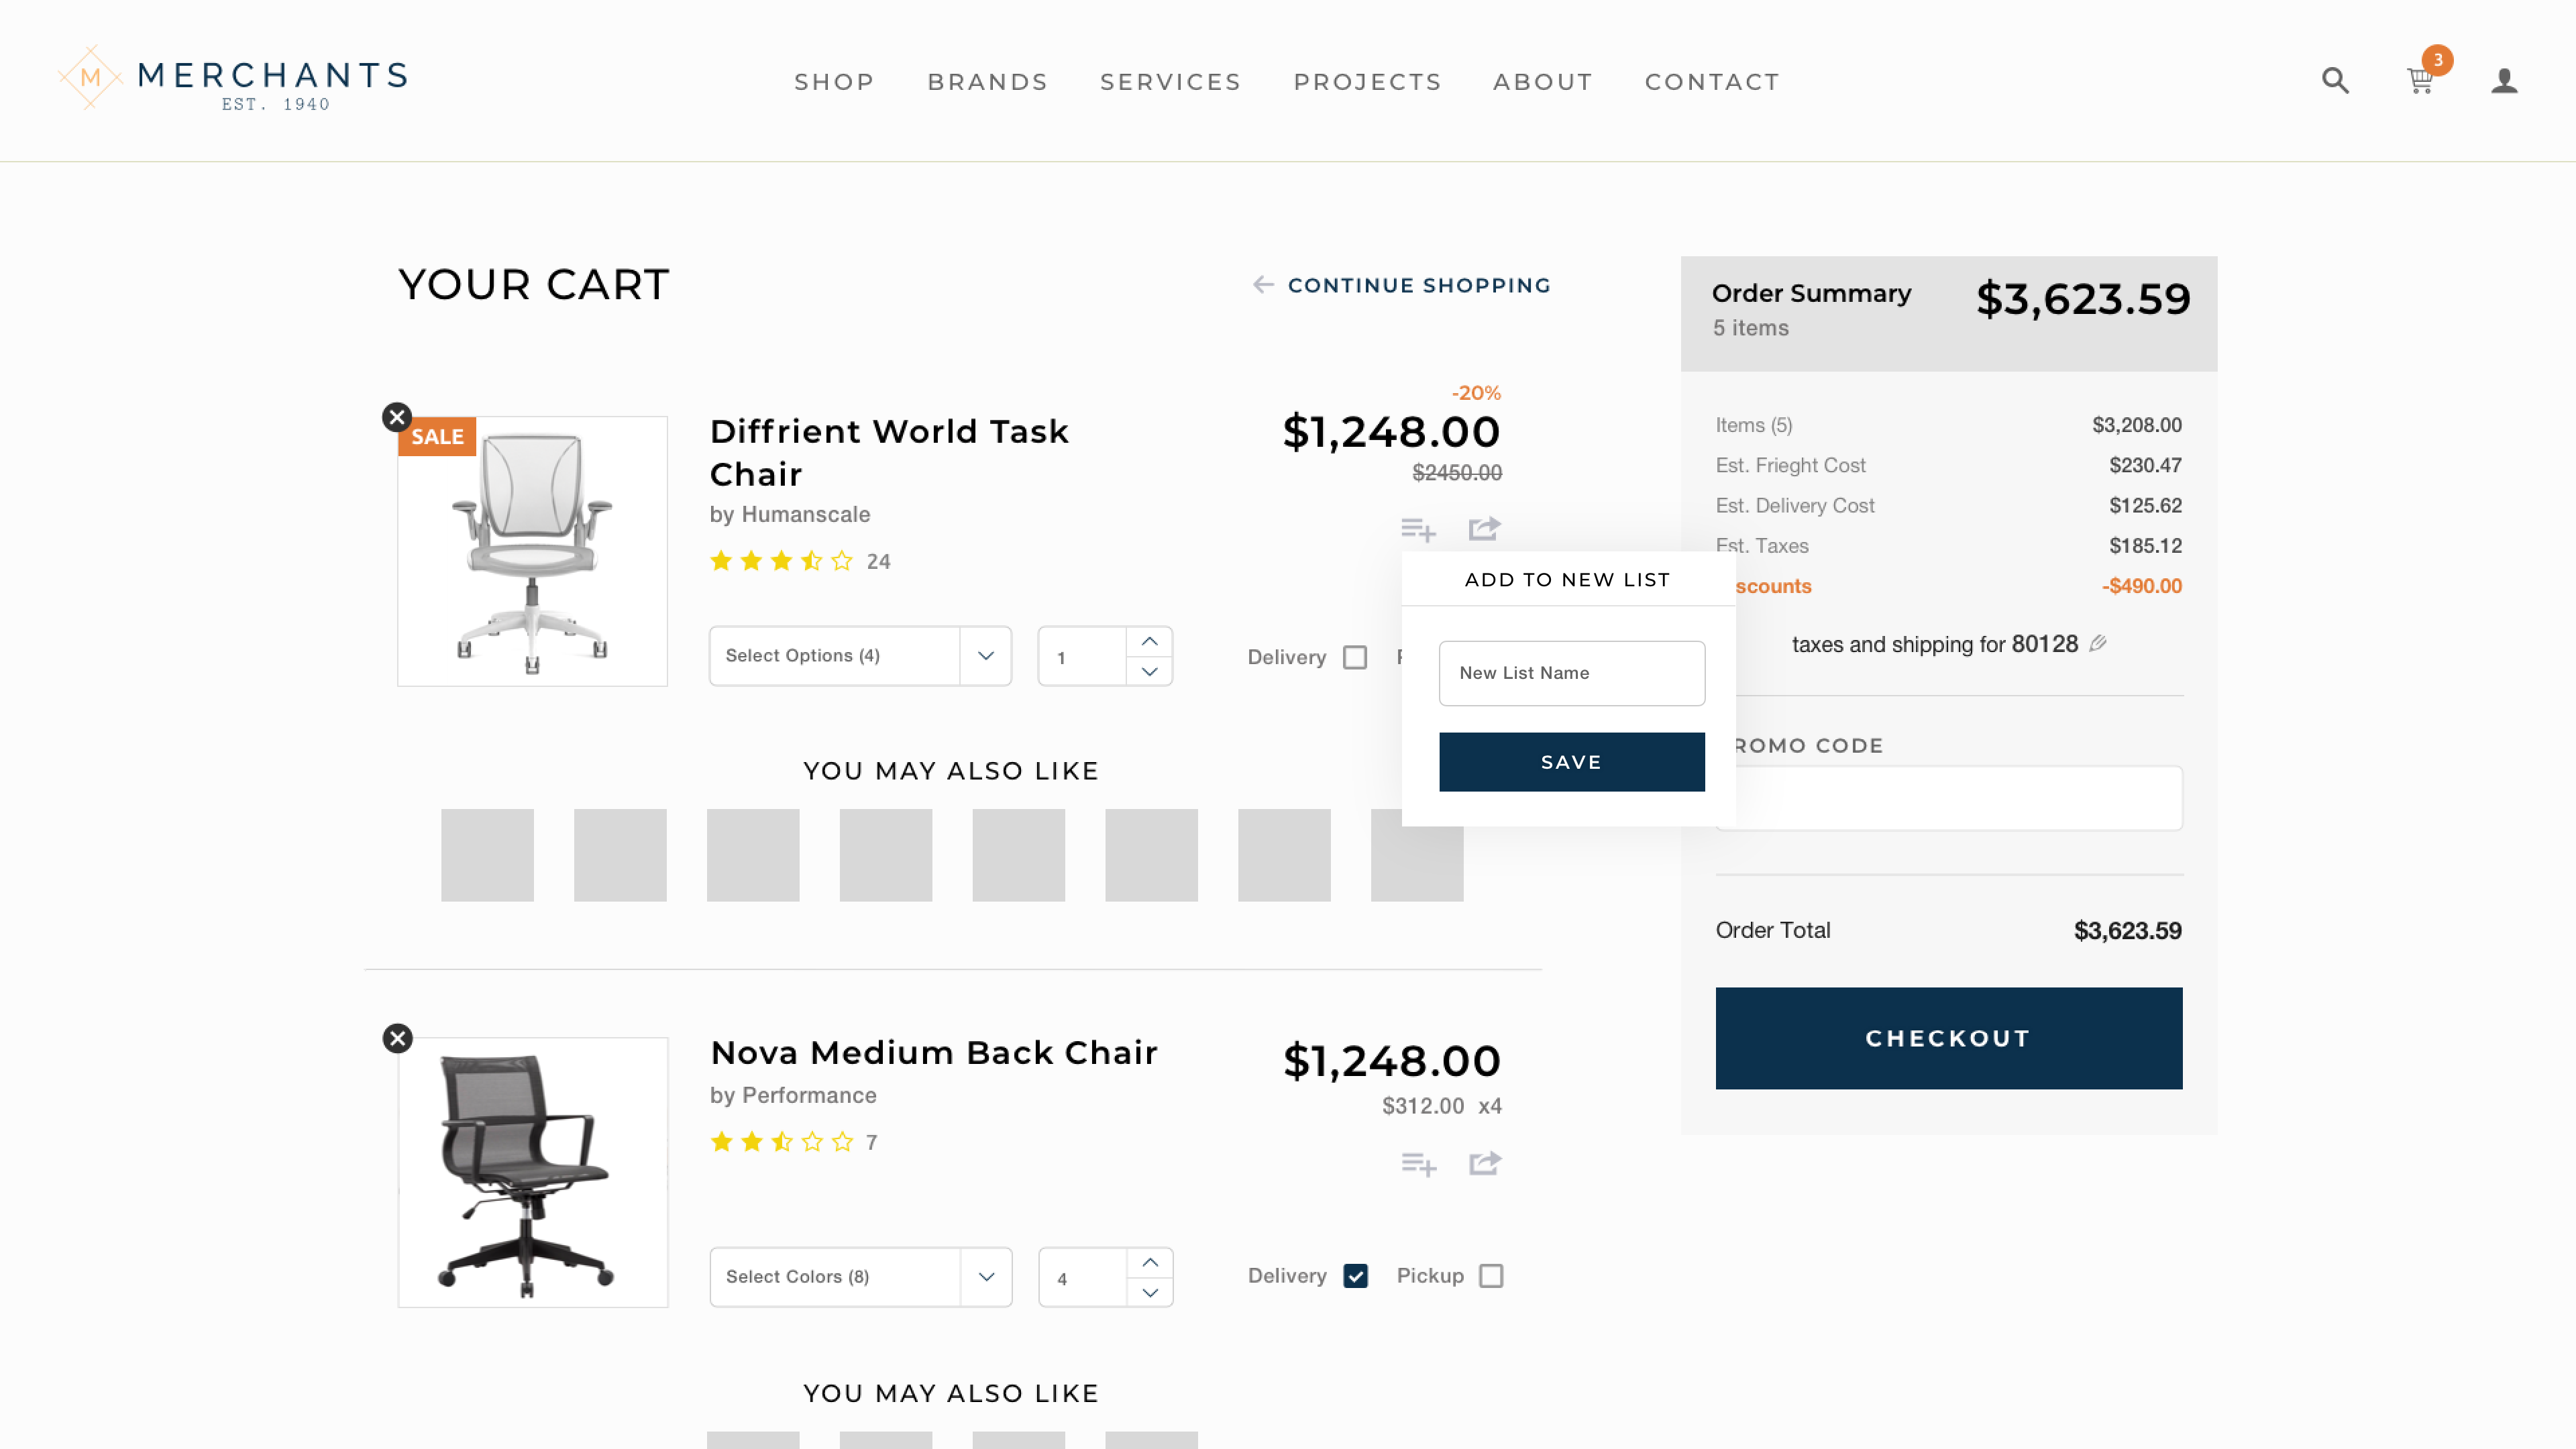 M MERCHANTS
EST. 1940
SHOP BRANDS SERVICES PROJECTS ABOUT CONTACT
3
YOUR CART
CONTINUE SHOPPING
SALE
Diffrient World Task
Chair
by Humanscale
24
-20%
$1,248.00
$2450.00
Select Options (4)
1
Delivery
ADD TO NEW LIST
New List Name
SAVE
YOU MAY ALSO LIKE
Nova Medium Back Chair
by Performance
7
$1,248.00
$312.00 x4
Select Colors (8)
4
Delivery Pickup
YOU MAY ALSO LIKE
Order Summary $3,623.59
5 items
Items (5) $3,208.00
Est. Frieght Cost $230.47
Est. Delivery Cost $125.62
Est. Taxes $185.12
scounts -$490.00
taxes and shipping for 80128
ROMO CODE
Order Total $3,623.59
CHECKOUT